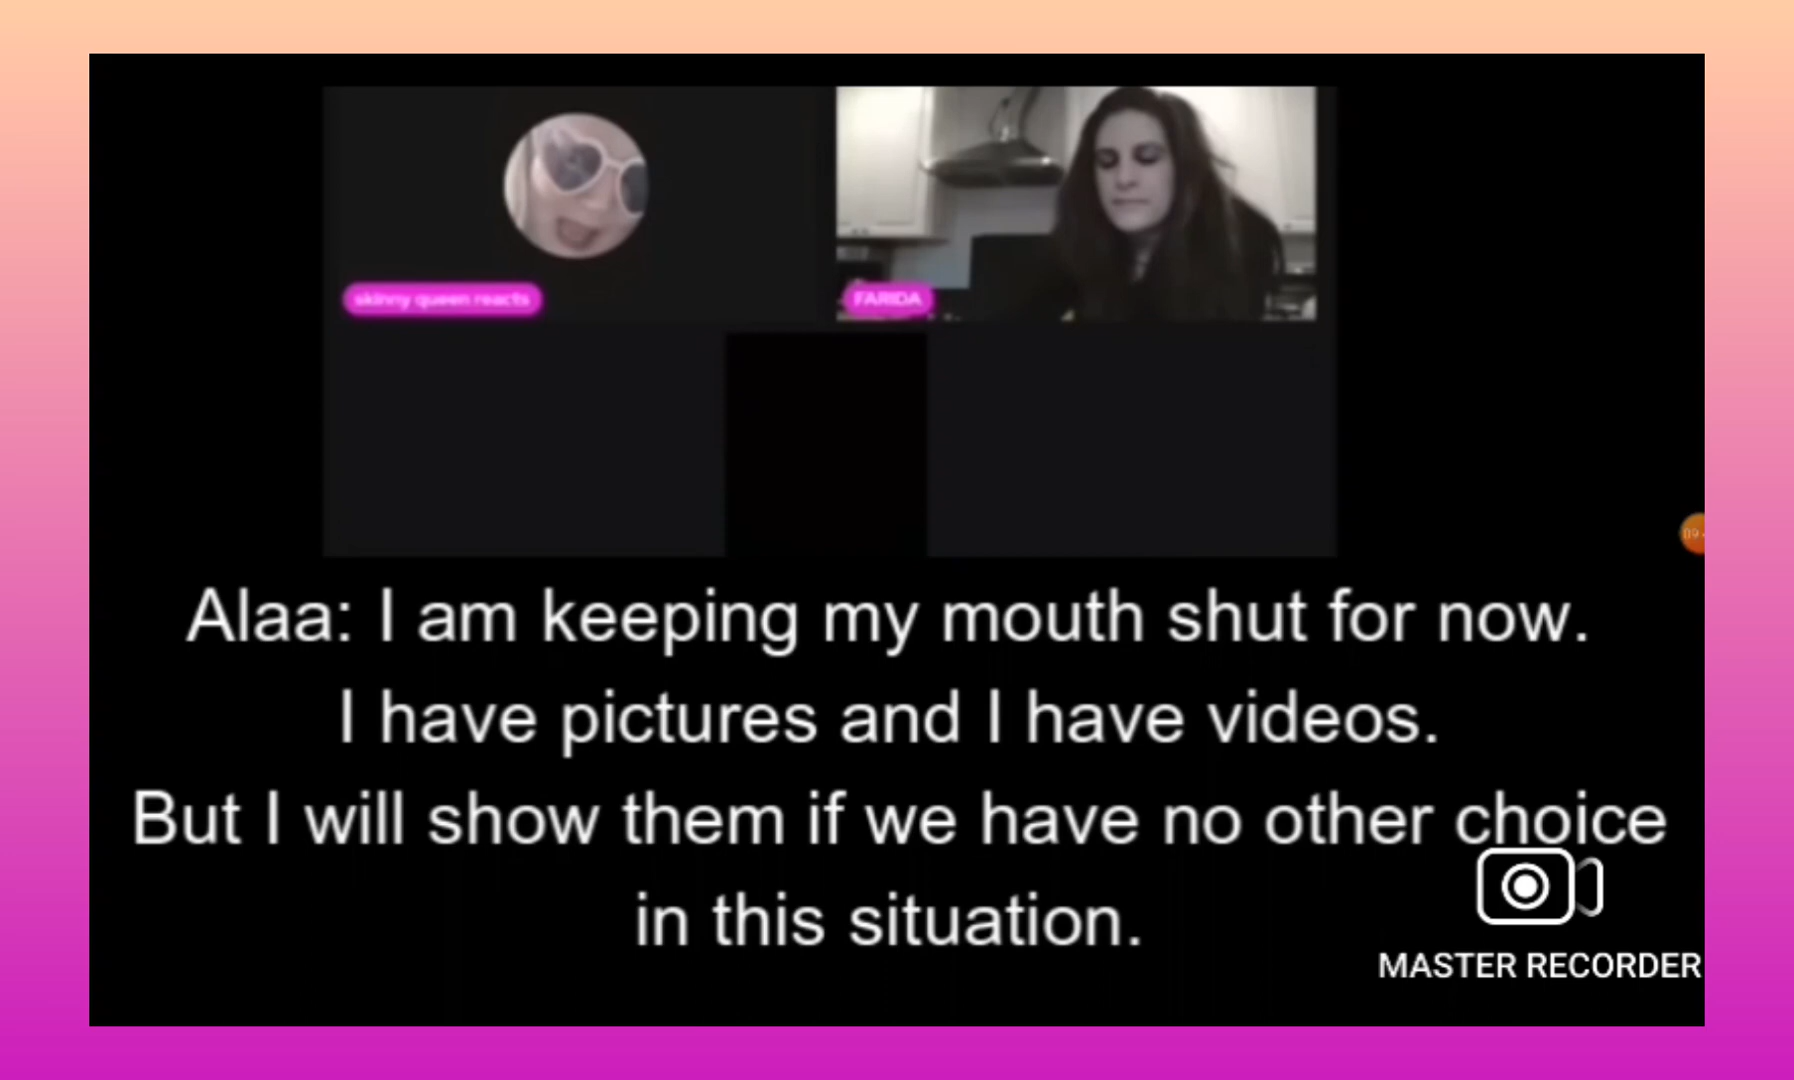 skinny queen reacts
FARIDA
09
Alaa: I am keeping my mouth shut for now.
I have pictures and I have videos.
But I will show them if we have no other choice
in this situation.
MASTER RECORDER